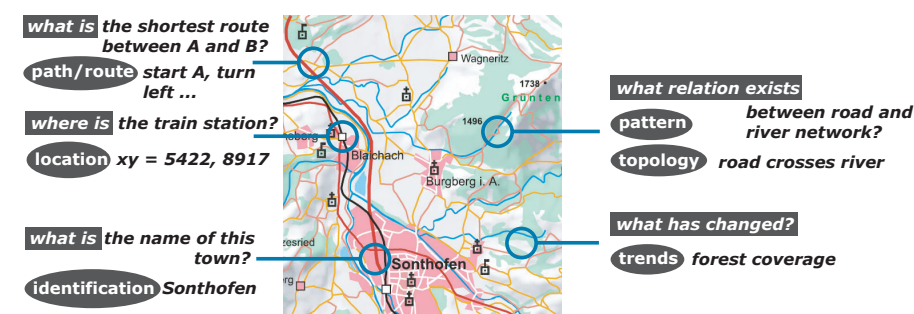 what is the shortest route
between A and B?
path/route start A, turn
left ...
where is the train station?
location xy = 5422, 8917
what is the name of this
town?
identification Sonthofen
Wagneritz
1738
Grünten
1496
Blaichach
Burgberg i. A.
Sonthofen
what relation exists
pattern between road and
river network?
topology road crosses river
what has changed?
trends forest coverage